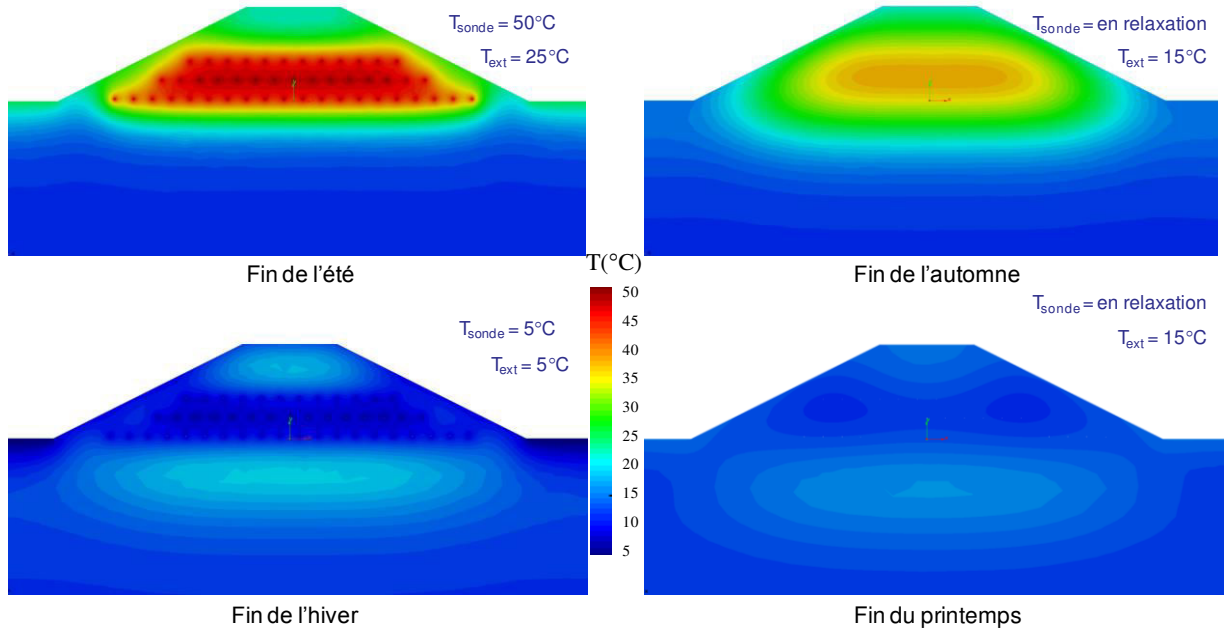 T_sonde = 50°C
T_ext = 25°C
Fin de l'été
T_sonde = en relaxation
T_ext = 15°C
Fin de l'automne
T(°C)
50
45
40
35
30
25
20
15
10
5
T_sonde = 5°C
T_ext = 5°C
Fin de l'hiver
T_sonde = en relaxation
T_ext = 15°C
Fin du printemps